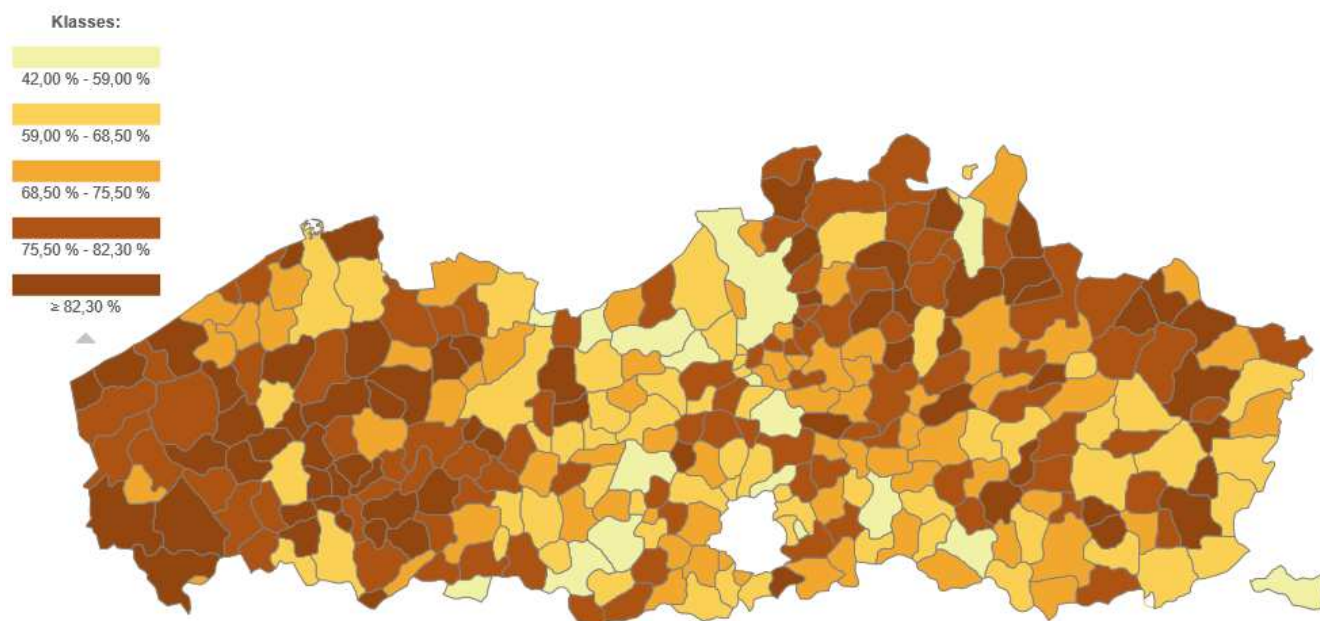 Klasses:
42,00 % - 59,00 %
59,00 % - 68,50 %
68,50 % - 75,50 %
75,50 % - 82,30 %
≥ 82,30 %